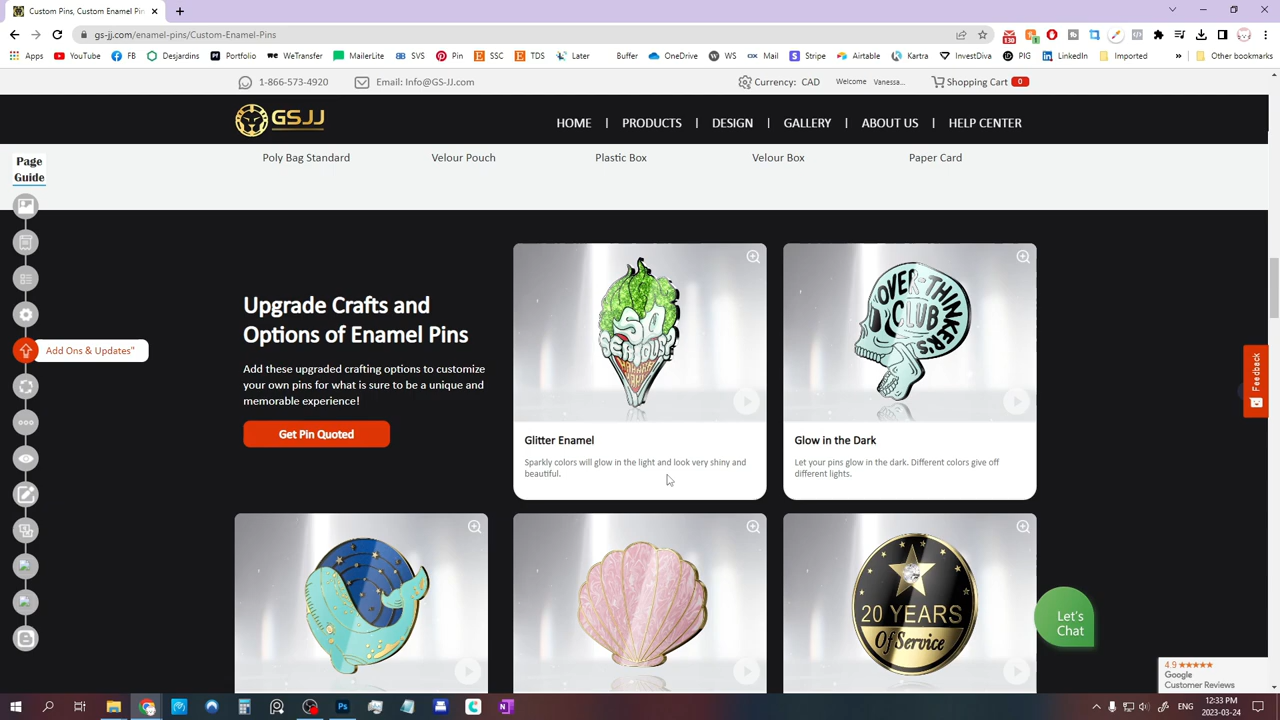 Custom Pins, Custom Enamel Pin
gs-jj.com/enamel-pins/Custom-Enamel-Pins
130
1
Apps
YouTube
FB
Desjardins
Portfolio
WeTransfer
MailerLite
SVS
Pin
SSC
TDS
Later
Buffer
OneDrive
WS
Mail
Stripe
Airtable
Kartra
InvestDiva
PIG
LinkedIn
Imported
»
Other bookmarks
1-866-573-4920
Email: Info@GS-JJ.com
Currency: CAD
Welcome Vanessa...
Shopping Cart 0
GSJJ
HOME | PRODUCTS | DESIGN | GALLERY | ABOUT US | HELP CENTER
Page
Guide
Poly Bag Standard
Velour Pouch
Plastic Box
Velour Box
Paper Card
Add Ons & Updates"
Upgrade Crafts and
Options of Enamel Pins
Add these upgraded crafting options to customize
your own pins for what is sure to be a unique and
memorable experience!
Get Pin Quoted
SO
SERIOUS
Glitter Enamel
Sparkly colors will glow in the light and look very shiny and
beautiful.
OVER-THINKER'S
CLUB
Glow in the Dark
Let your pins glow in the dark. Different colors give off
different lights.
20 YEARS
Of Service
Feedback
Let's
Chat
4.9 ★★★★★
Google
Customer Reviews
ENG
12:33 PM
2023-03-24